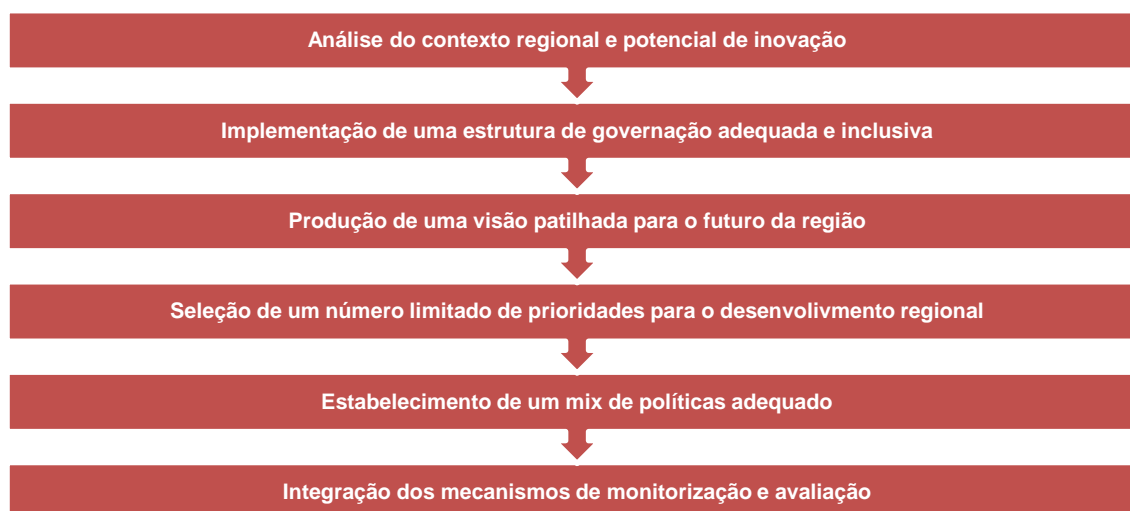 Análise do contexto regional e potencial de inovação
Implementação de uma estrutura de governação adequada e inclusiva
Produção de uma visão patilhada para o futuro da região
Seleção de um número limitado de prioridades para o desenvolivmento regional
Estabelecimento de um mix de políticas adequado
Integração dos mecanismos de monitorização e avaliação